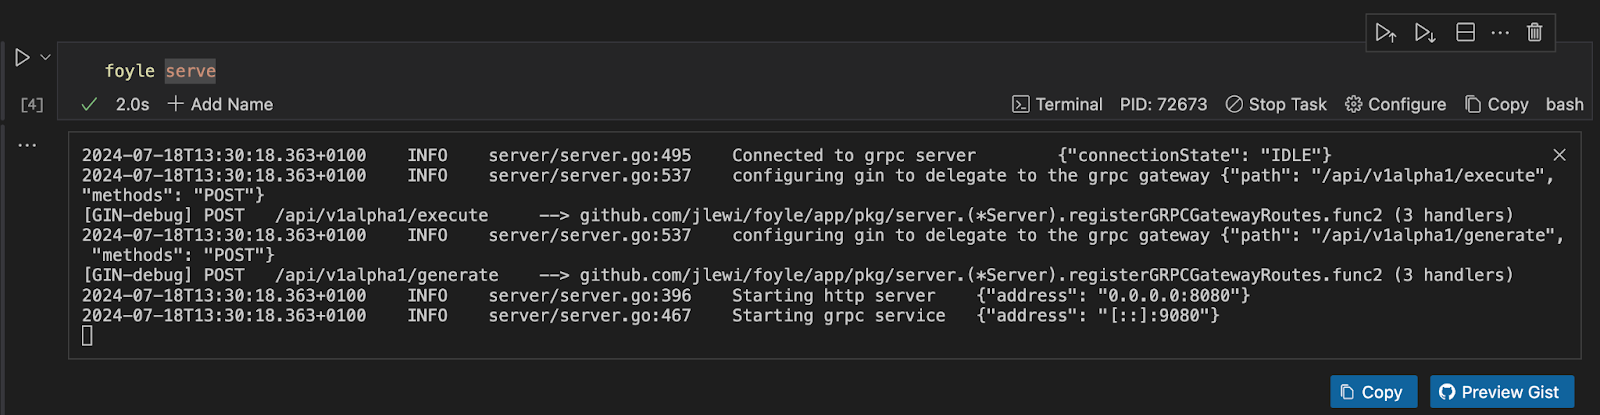 foyle serve
[4] 2.0s Add Name Terminal PID: 72673 Stop Task Configure Copy bash
2024-07-18T13:30:18.363+0100 INFO server/server.go:495 Connected to grpc server {"connectionState": "IDLE"}
2024-07-18T13:30:18.363+0100 INFO server/server.go:537 configuring gin to delegate to the grpc gateway {"path": "/api/v1alpha1/execute",
"methods": "POST"}
[GIN-debug] POST /api/v1alpha1/execute --> github.com/jlewi/foyle/app/pkg/server.(*Server).registerGRPCGatewayRoutes.func2 (3 handlers)
2024-07-18T13:30:18.363+0100 INFO server/server.go:537 configuring gin to delegate to the grpc gateway {"path": "/api/v1alpha1/generate",
"methods": "POST"}
[GIN-debug] POST /api/v1alpha1/generate --> github.com/jlewi/foyle/app/pkg/server.(*Server).registerGRPCGatewayRoutes.func2 (3 handlers)
2024-07-18T13:30:18.363+0100 INFO server/server.go:396 Starting http server {"address": "0.0.0.0:8080"}
2024-07-18T13:30:18.363+0100 INFO server/server.go:467 Starting grpc service {"address": "[::]:9080"}
Copy Preview Gist